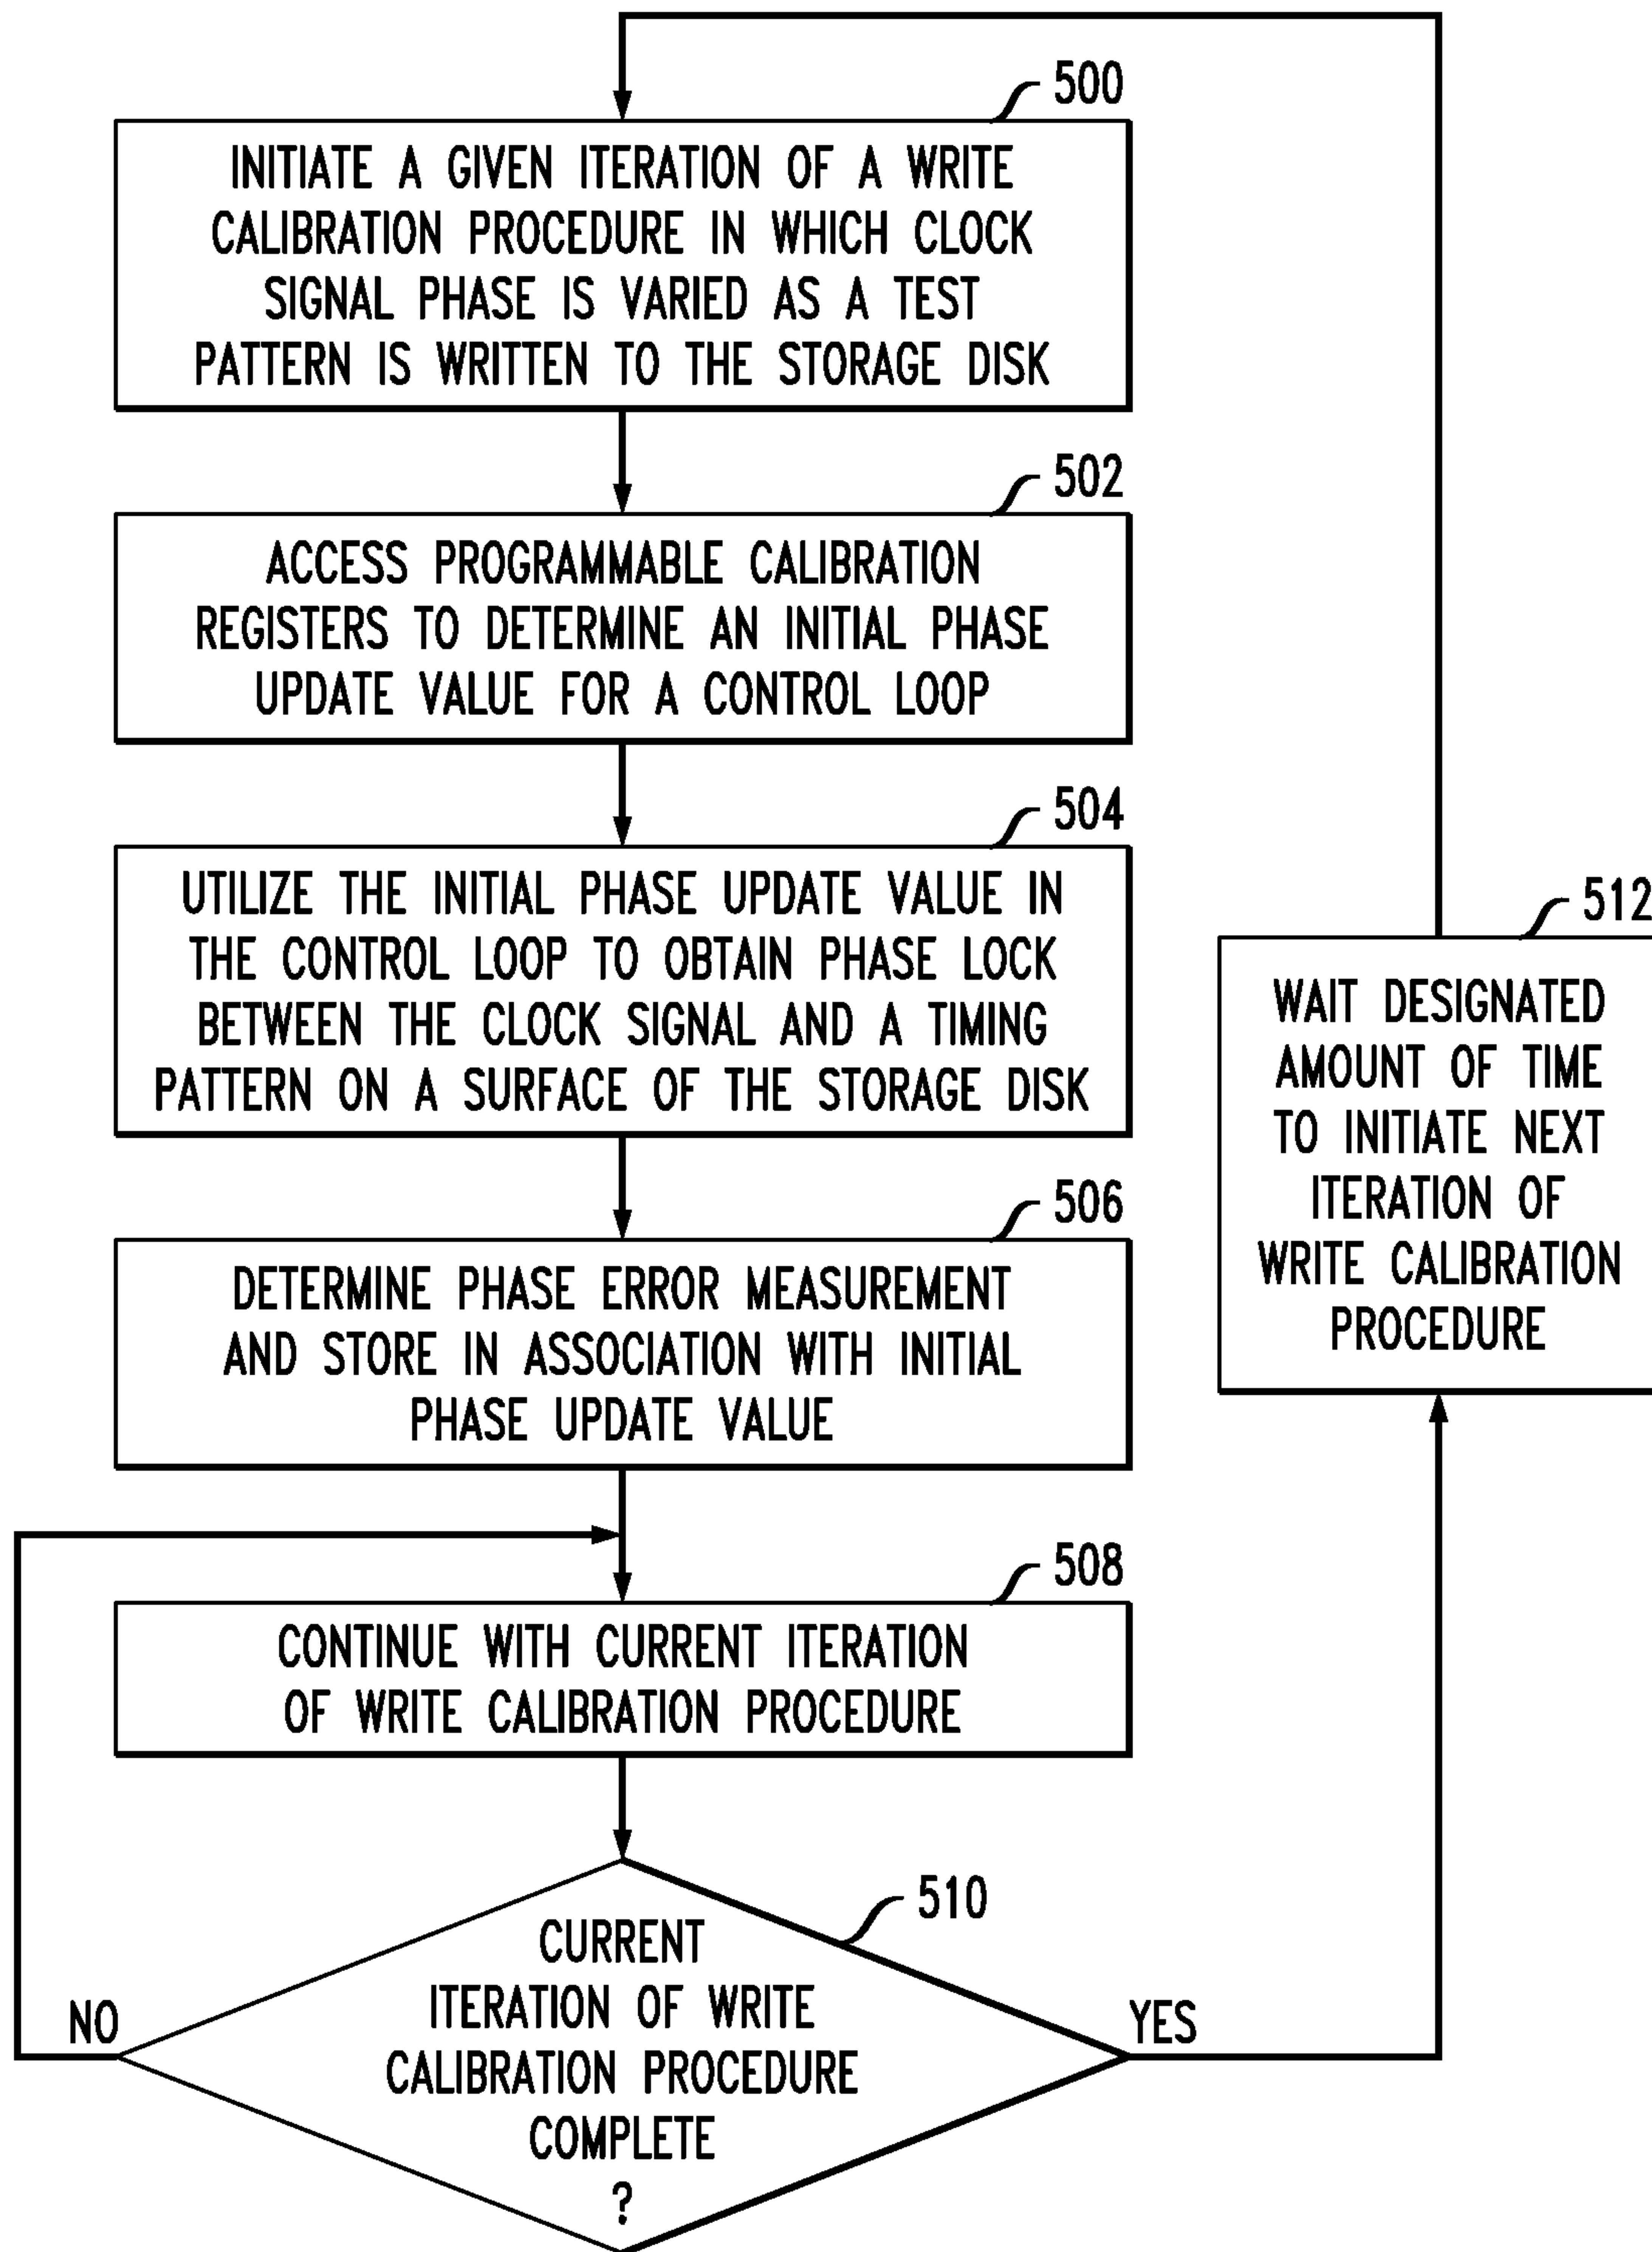 500
INITIATE A GIVEN ITERATION OF A WRITE
CALIBRATION PROCEDURE IN WHICH CLOCK
SIGNAL PHASE IS VARIED AS A TEST
PATTERN IS WRITTEN TO THE STORAGE DISK
502
ACCESS PROGRAMMABLE CALIBRATION
REGISTERS TO DETERMINE AN INITIAL PHASE
UPDATE VALUE FOR A CONTROL LOOP
504
UTILIZE THE INITIAL PHASE UPDATE VALUE IN
THE CONTROL LOOP TO OBTAIN PHASE LOCK
BETWEEN THE CLOCK SIGNAL AND A TIMING
PATTERN ON A SURFACE OF THE STORAGE DISK
506
DETERMINE PHASE ERROR MEASUREMENT
AND STORE IN ASSOCIATION WITH INITIAL
PHASE UPDATE VALUE
508
CONTINUE WITH CURRENT ITERATION
OF WRITE CALIBRATION PROCEDURE
510
CURRENT
ITERATION OF WRITE
CALIBRATION PROCEDURE
COMPLETE
?
NO
YES
512
WAIT DESIGNATED
AMOUNT OF TIME
TO INITIATE NEXT
ITERATION OF
WRITE CALIBRATION
PROCEDURE